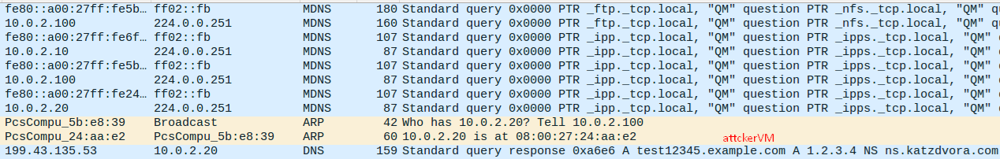 fe80::a00:27ff:fe5b… ff02::fb MDNS 180 Standard query 0x0000 PTR _ftp._tcp.local, "QM" question PTR _nfs._tcp.local, "QM" qu
10.0.2.100 224.0.0.251 MDNS 160 Standard query 0x0000 PTR _ftp._tcp.local, "QM" question PTR _nfs._tcp.local, "QM" qu
fe80::a00:27ff:fe6f… ff02::fb MDNS 107 Standard query 0x0000 PTR _ipp._tcp.local, "QM" question PTR _ipps._tcp.local, "QM"
10.0.2.10 224.0.0.251 MDNS 87 Standard query 0x0000 PTR _ipp._tcp.local, "QM" question PTR _ipps._tcp.local, "QM"
fe80::a00:27ff:fe5b… ff02::fb MDNS 107 Standard query 0x0000 PTR _ipp._tcp.local, "QM" question PTR _ipps._tcp.local, "QM"
10.0.2.100 224.0.0.251 MDNS 87 Standard query 0x0000 PTR _ipp._tcp.local, "QM" question PTR _ipps._tcp.local, "QM"
fe80::a00:27ff:fe24… ff02::fb MDNS 107 Standard query 0x0000 PTR _ipp._tcp.local, "QM" question PTR _ipps._tcp.local, "QM"
10.0.2.20 224.0.0.251 MDNS 87 Standard query 0x0000 PTR _ipp._tcp.local, "QM" question PTR _ipps._tcp.local, "QM"
PcsCompu_5b:e8:39 Broadcast ARP 42 Who has 10.0.2.20? Tell 10.0.2.100
PcsCompu_24:aa:e2 PcsCompu_5b:e8:39 ARP 60 10.0.2.20 is at 08:00:27:24:aa:e2 attckerVM
199.43.135.53 10.0.2.20 DNS 159 Standard query response 0xa6e6 A test12345.example.com A 1.2.3.4 NS ns.katzdvora.com